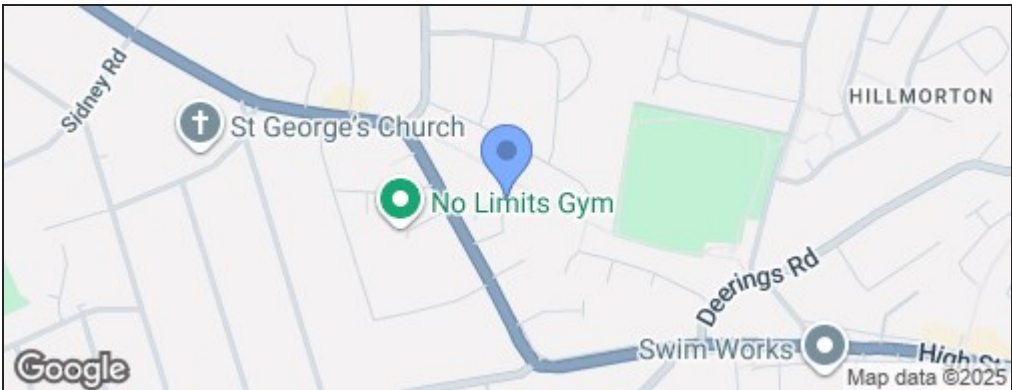 Sidney Rd
HILLMORTON
St George's Church
No Limits Gym
Deerings Rd
Swim Works
High St
Google
Map data ©2025